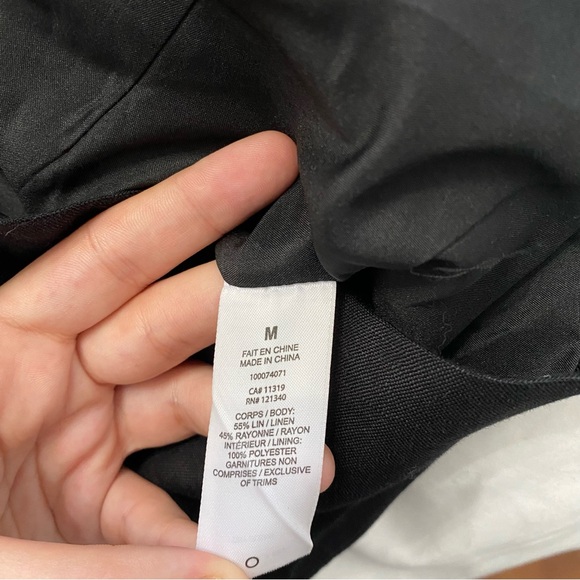 M
FAIT EN CHINE
MADE IN CHINA
100074071
CA# 11319
RN# 121340
CORPS / BODY:
55% LIN / LINEN
45% RAYONNE / RAYON
INTÉRIEUR / LINING:
100% POLYESTER
GARNITURES NON
COMPRISES / EXCLUSIVE
OF TRIMS